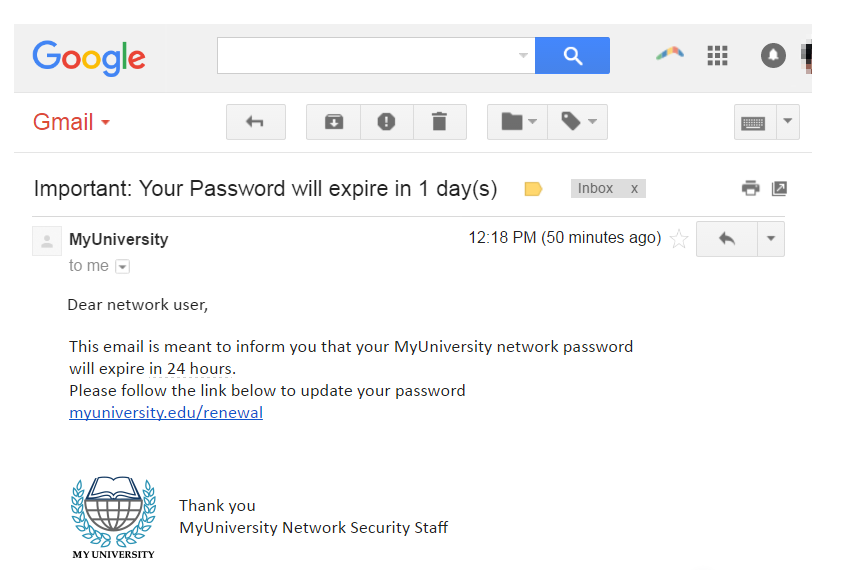 Google
Gmail
Important: Your Password will expire in 1 day(s)
Inbox x
MyUniversity
12:18 PM (50 minutes ago)
to me
Dear network user,
This email is meant to inform you that your MyUniversity network password
will expire in 24 hours.
Please follow the link below to update your password
myuniversity.edu/renewal
Thank you
MyUniversity Network Security Staff
MY UNIVERSITY